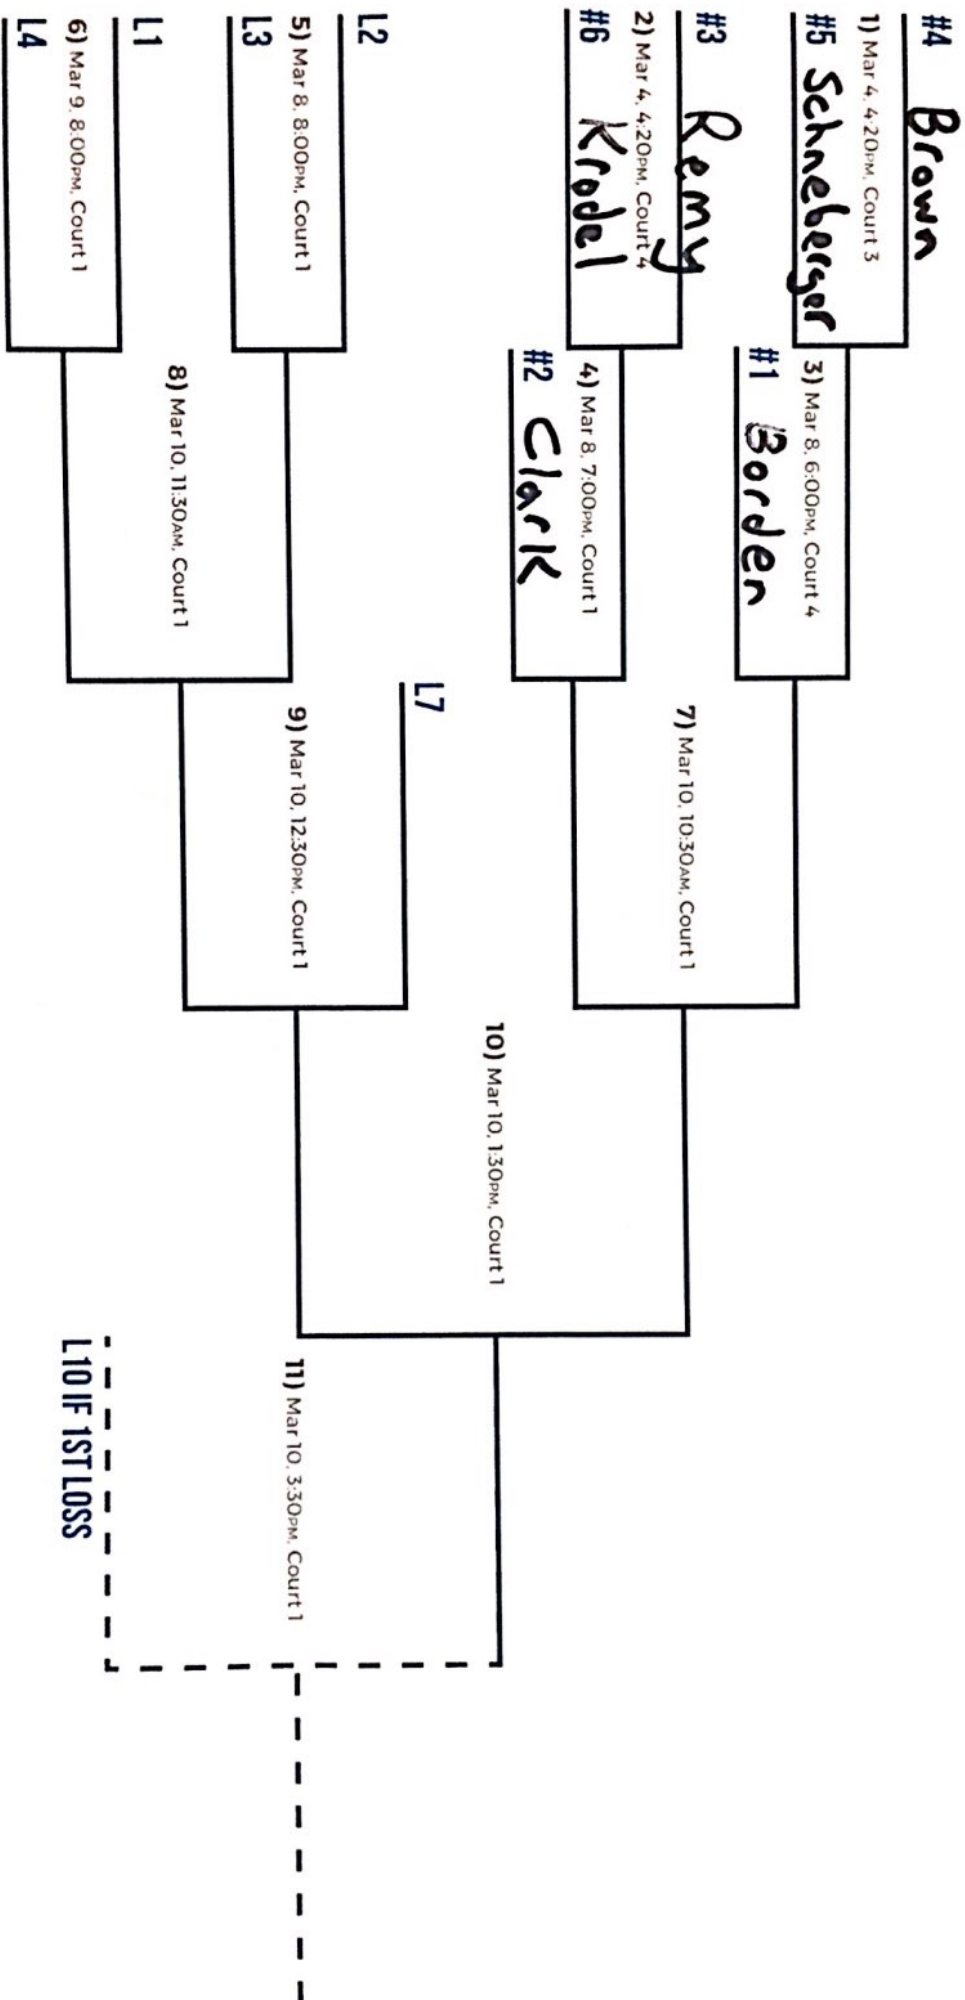 #4 Brown
1) Mar 4, 4:20PM, Court 3
#5 Schneberger
3) Mar 8, 6:00PM, Court 4
#1 Borden
#3 Remy
2) Mar 4, 4:20PM, Court 4
#6 Krodel
4) Mar 8, 7:00PM, Court 1
#2 Clark
7) Mar 10, 10:30AM, Court 1
L7
10) Mar 10, 1:30PM, Court 1
L2
5) Mar 8, 8:00PM, Court 1
L3
9) Mar 10, 12:30PM, Court 1
8) Mar 10, 11:30AM, Court 1
L1
6) Mar 9, 8:00PM, Court 1
L4
11) Mar 10, 3:30PM, Court 1
L10 IF 1ST LOSS